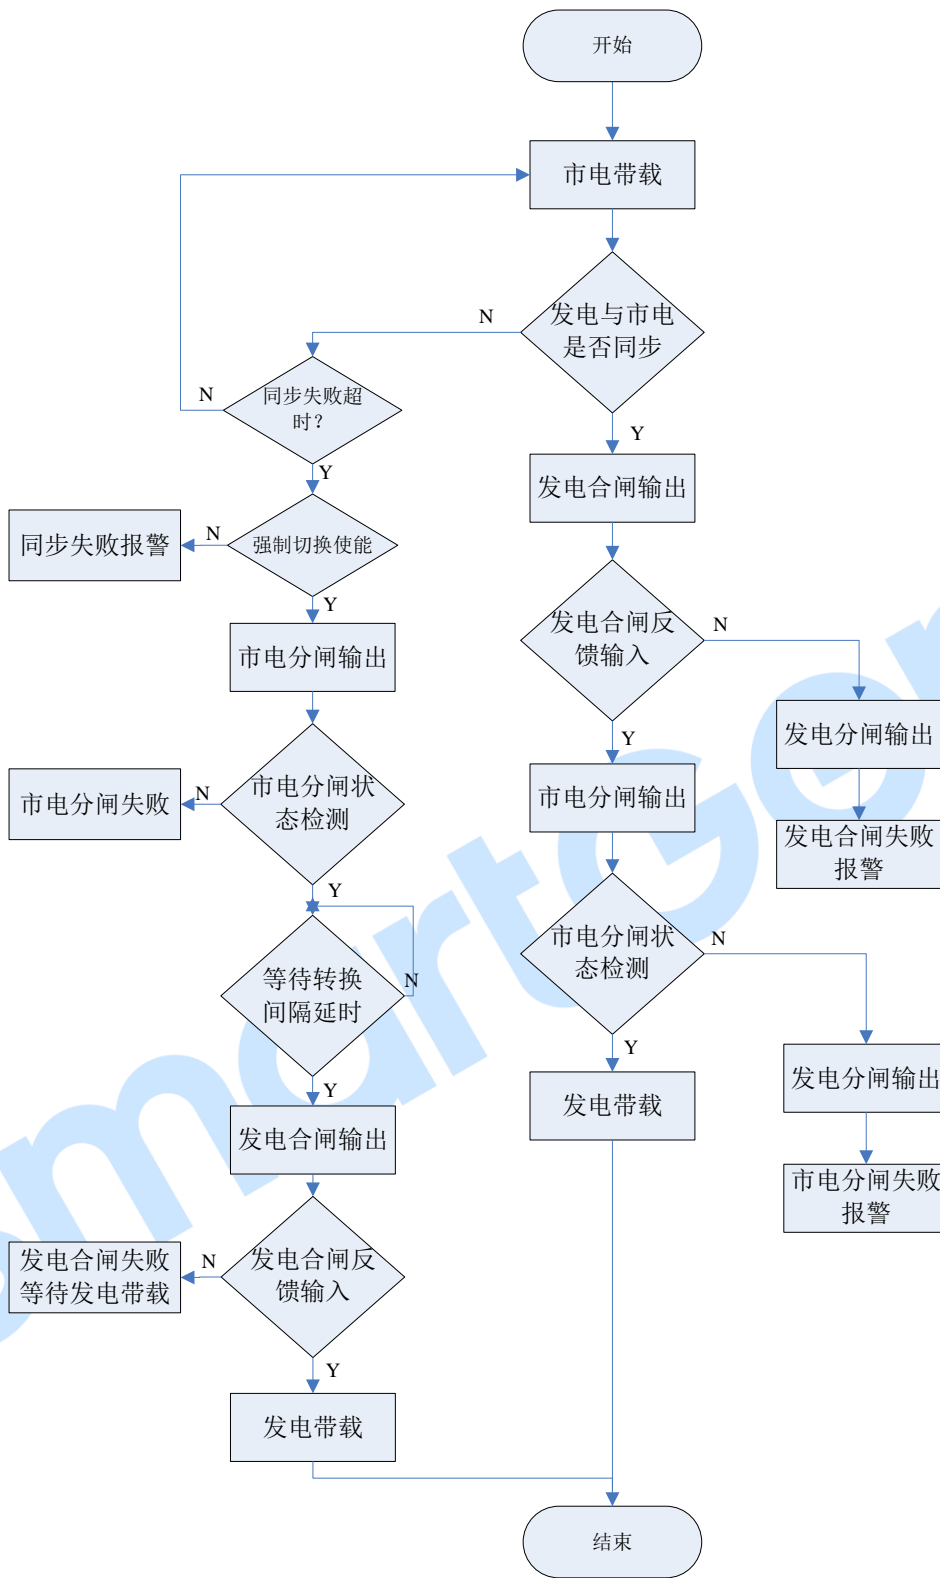 开始
市电带载
发电与市电
是否同步
N
Y
同步失败超
时？
N
Y
发电合闸输出
强制切换使能
N
Y
同步失败报警
发电合闸反
馈输入
N
Y
市电分闸输出
发电分闸输出
市电分闸输出
市电分闸状
态检测
N
Y
市电分闸失败
发电合闸失败
报警
市电分闸状
态检测
N
Y
等待转换
间隔延时
N
Y
发电分闸输出
发电带载
发电合闸输出
市电分闸失败
报警
发电合闸反
馈输入
N
Y
发电合闸失败
等待发电带载
发电带载
结束
smartGen